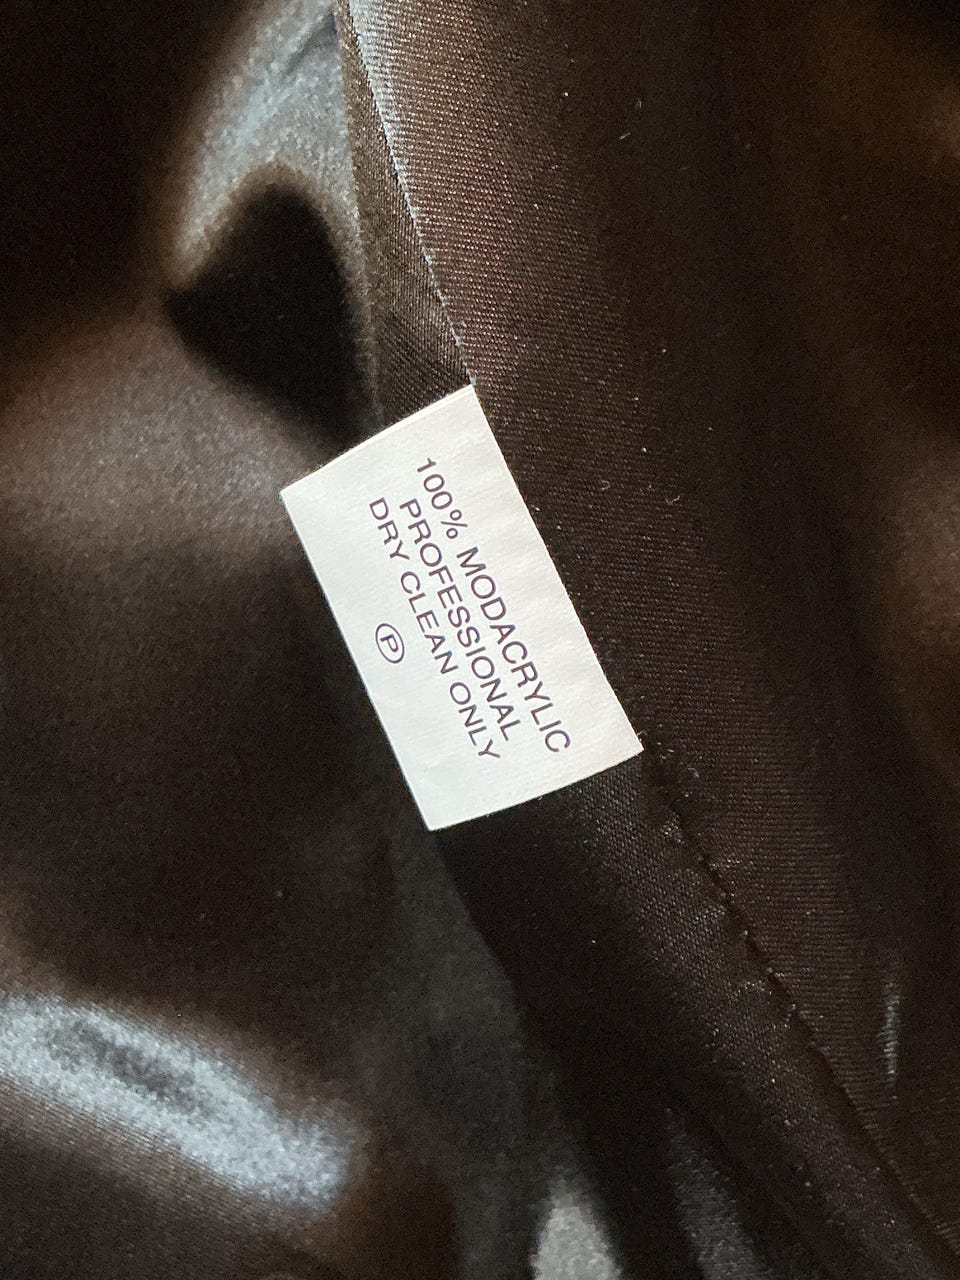 100% MODACRYLIC
PROFESSIONAL
DRY CLEAN ONLY
Ⓟ